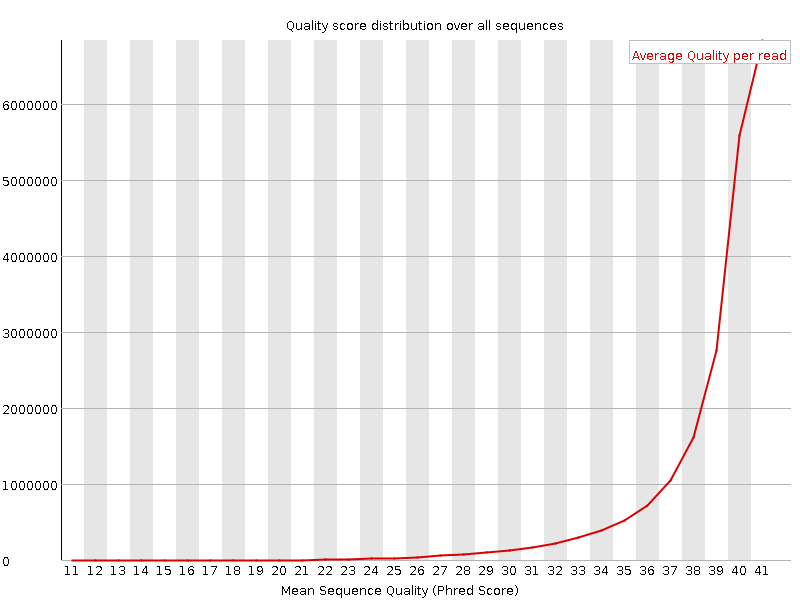 Quality score distribution over all sequences
Average Quality per read
6000000
5000000
4000000
3000000
2000000
1000000
0
11 12 13 14 15 16 17 18 19 20 21 22 23 24 25 26 27 28 29 30 31 32 33 34 35 36 37 38 39 40 41
Mean Sequence Quality (Phred Score)